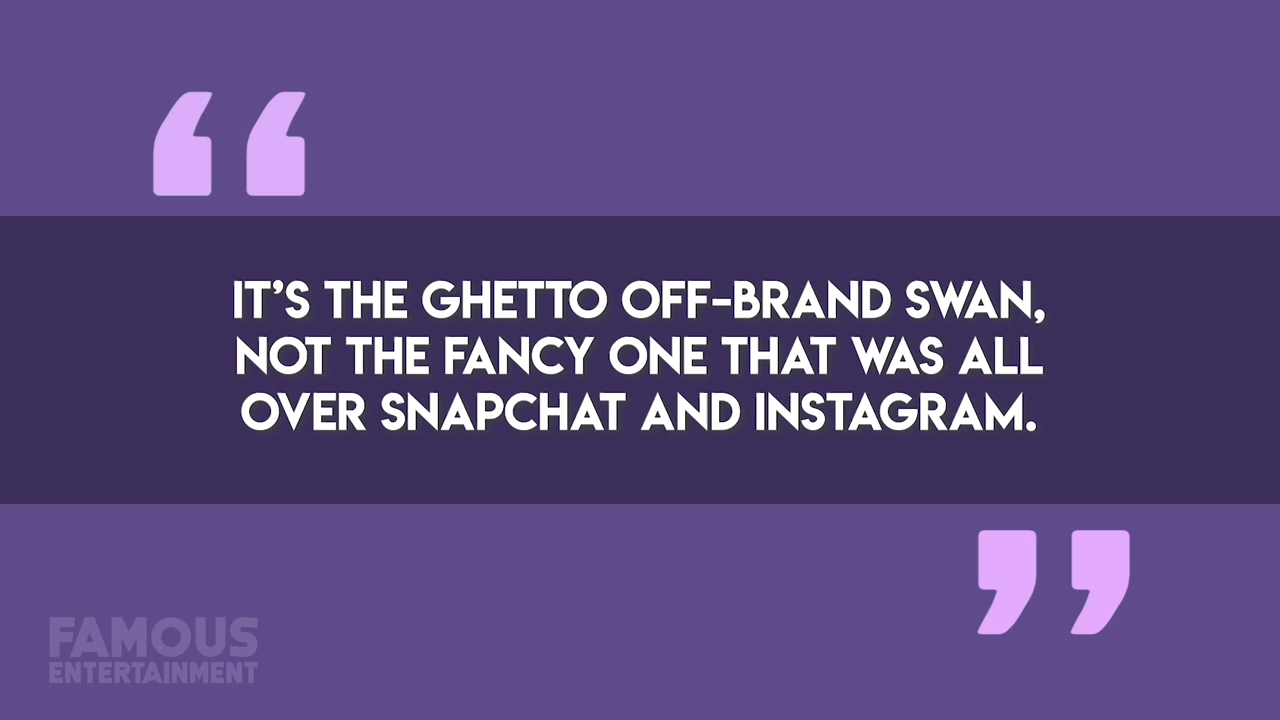 IT’S THE GHETTO OFF-BRAND SWAN,
NOT THE FANCY ONE THAT WAS ALL
OVER SNAPCHAT AND INSTAGRAM.
FAMOUS
ENTERTAINMENT